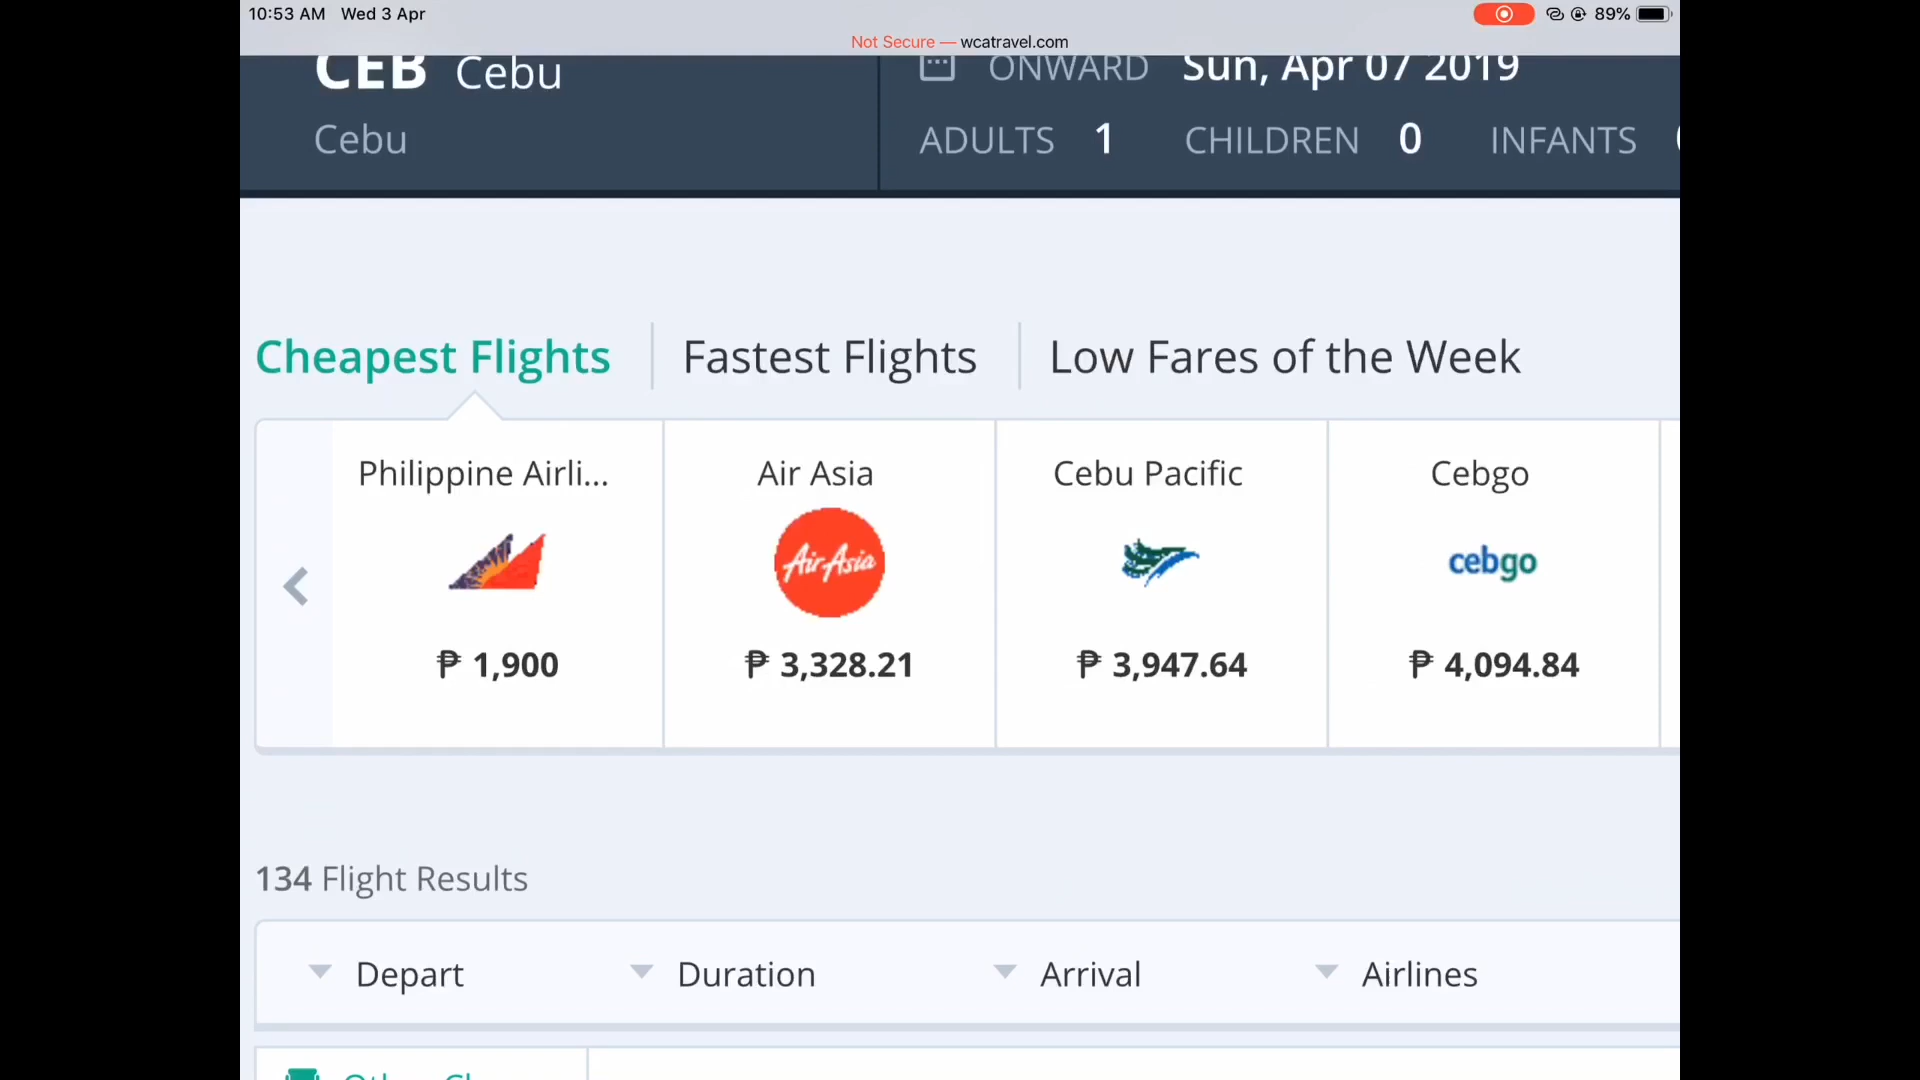 10:53 AM Wed 3 Apr
89%
Not Secure — wcatravel.com
CEB Cebu
ONWARD Sun, Apr 07 2019
Cebu
ADULTS 1 CHILDREN 0 INFANTS
Cheapest Flights
Fastest Flights
Low Fares of the Week
Philippine Airli...
Air Asia
Cebu Pacific
Cebgo
AirAsia
cebgo
₱ 1,900
₱ 3,328.21
₱ 3,947.64
₱ 4,094.84
134 Flight Results
Depart
Duration
Arrival
Airlines